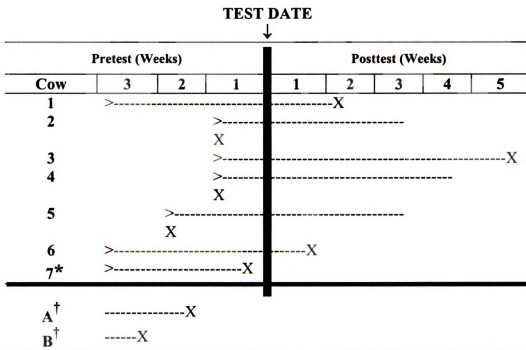 TEST DATE
↓
Pretest (Weeks) Posttest (Weeks)
Cow 3 2 1 1 2 3 4 5
1 >------------------------------------X
2 >-----------------------------
X
3 >---------------------------------------------X
4 >-------------------------------------
X
5 >------------------------------------
X
6 >-------------------------------X
7* >--------------------X
A† -------------X
B† -----X